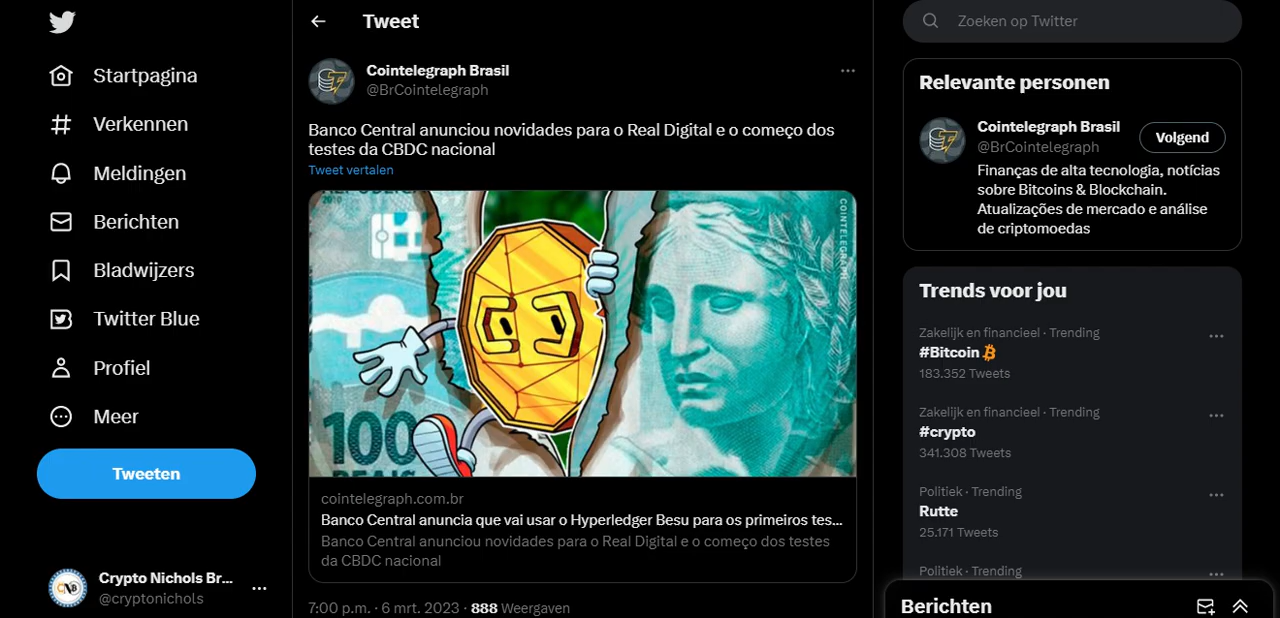 Startpagina
Verkennen
Meldingen
Berichten
Bladwijzers
Twitter Blue
Profiel
Meer
Tweeten
Crypto Nichols Br...
@cryptonichols
Tweet
Cointelegraph Brasil
@BrCointelegraph
Banco Central anunciou novidades para o Real Digital e o começo dos
testes da CBDC nacional
Tweet vertalen
2010
COINTELEGRAPH
100
REAIS
cointelegraph.com.br
Banco Central anuncia que vai usar o Hyperledger Besu para os primeiros tes...
Banco Central anunciou novidades para o Real Digital e o começo dos testes
da CBDC nacional
7:00 p.m. · 6 mrt. 2023 · 888 Weergaven
Zoeken op Twitter
Relevante personen
Cointelegraph Brasil
@BrCointelegraph
Volgend
Finanças de alta tecnologia, notícias
sobre Bitcoins & Blockchain.
Atualizações de mercado e análise
de criptomoedas
Trends voor jou
Zakelijk en financieel · Trending
#Bitcoin
183.352 Tweets
Zakelijk en financieel · Trending
#crypto
341.308 Tweets
Politiek · Trending
Rutte
25.171 Tweets
Politiek · Trending
Berichten